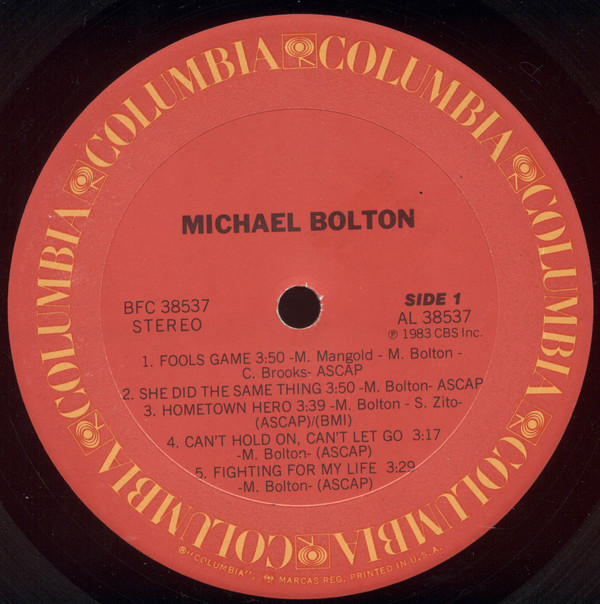 COLUMBIA COLUMBIA COLUMBIA COLUMBIA COLUMBIA COLUMBIA COLUMBIA
MICHAEL BOLTON
BFC 38537
STEREO
SIDE 1
AL 38537
℗ 1983 CBS Inc.
1. FOOLS GAME 3:50 -M. Mangold - M. Bolton -
C. Brooks- ASCAP
2. SHE DID THE SAME THING 3:50 -M. Bolton- ASCAP
3. HOMETOWN HERO 3:39 -M. Bolton - S. Zito-
(ASCAP)/(BMI)
4. CAN'T HOLD ON, CAN'T LET GO 3:17
-M. Bolton- (ASCAP)
5. FIGHTING FOR MY LIFE 3:29
-M. Bolton- (ASCAP)
®"COLUMBIA", MARCAS REG. PRINTED IN U.S.A.